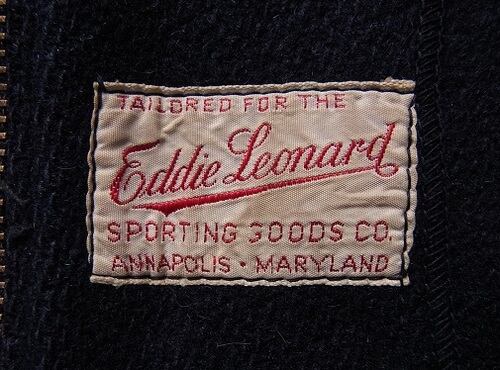 TAILORED FOR THE
Eddie Leonard
SPORTING GOODS CO.
ANNAPOLIS • MARYLAND